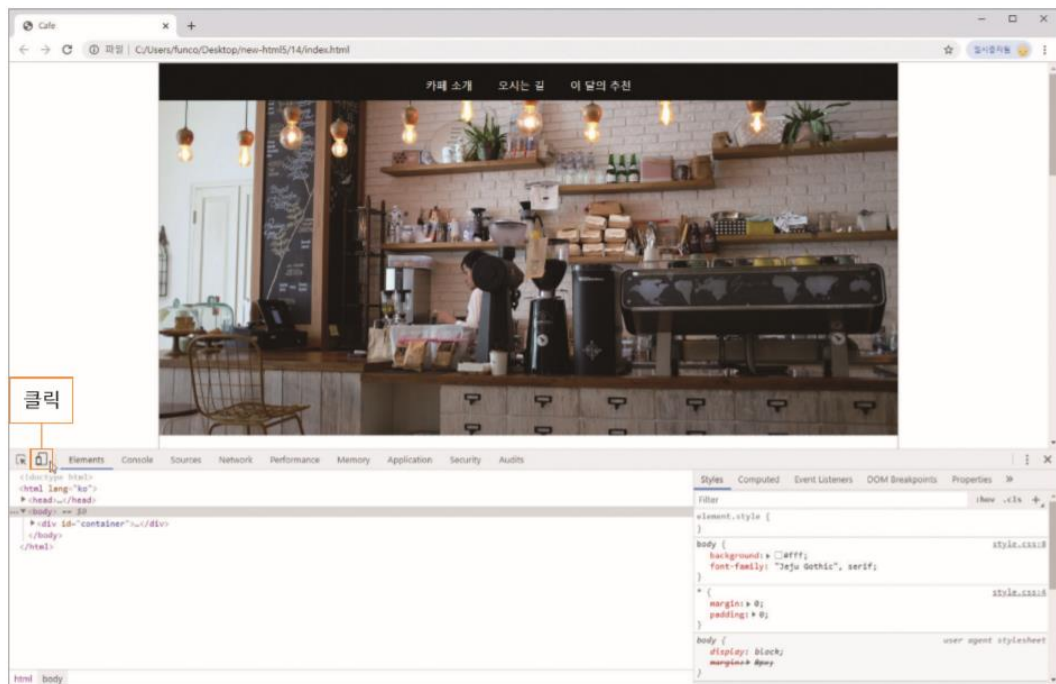 Cafe
파일 | C:/Users/funco/Desktop/new-html5/14/index.html
카페 소개 오시는 길 이 달의 추천
클릭
Elements Console Sources Network Performance Memory Application Security Audits
<!doctype html>
<html lang="ko">
<head>…</head>
<body> == $0
<div id="container">…</div>
</body>
</html>
html body
Styles Computed Event Listeners DOM Breakpoints Properties »
Filter :hov .cls +
element.style {
}
body { style.css:8
background: #fff;
font-family: "Jeju Gothic", serif;
}
* { style.css:4
margin: 0;
padding: 0;
}
body { user agent stylesheet
display: block;
margin: 8px;
}